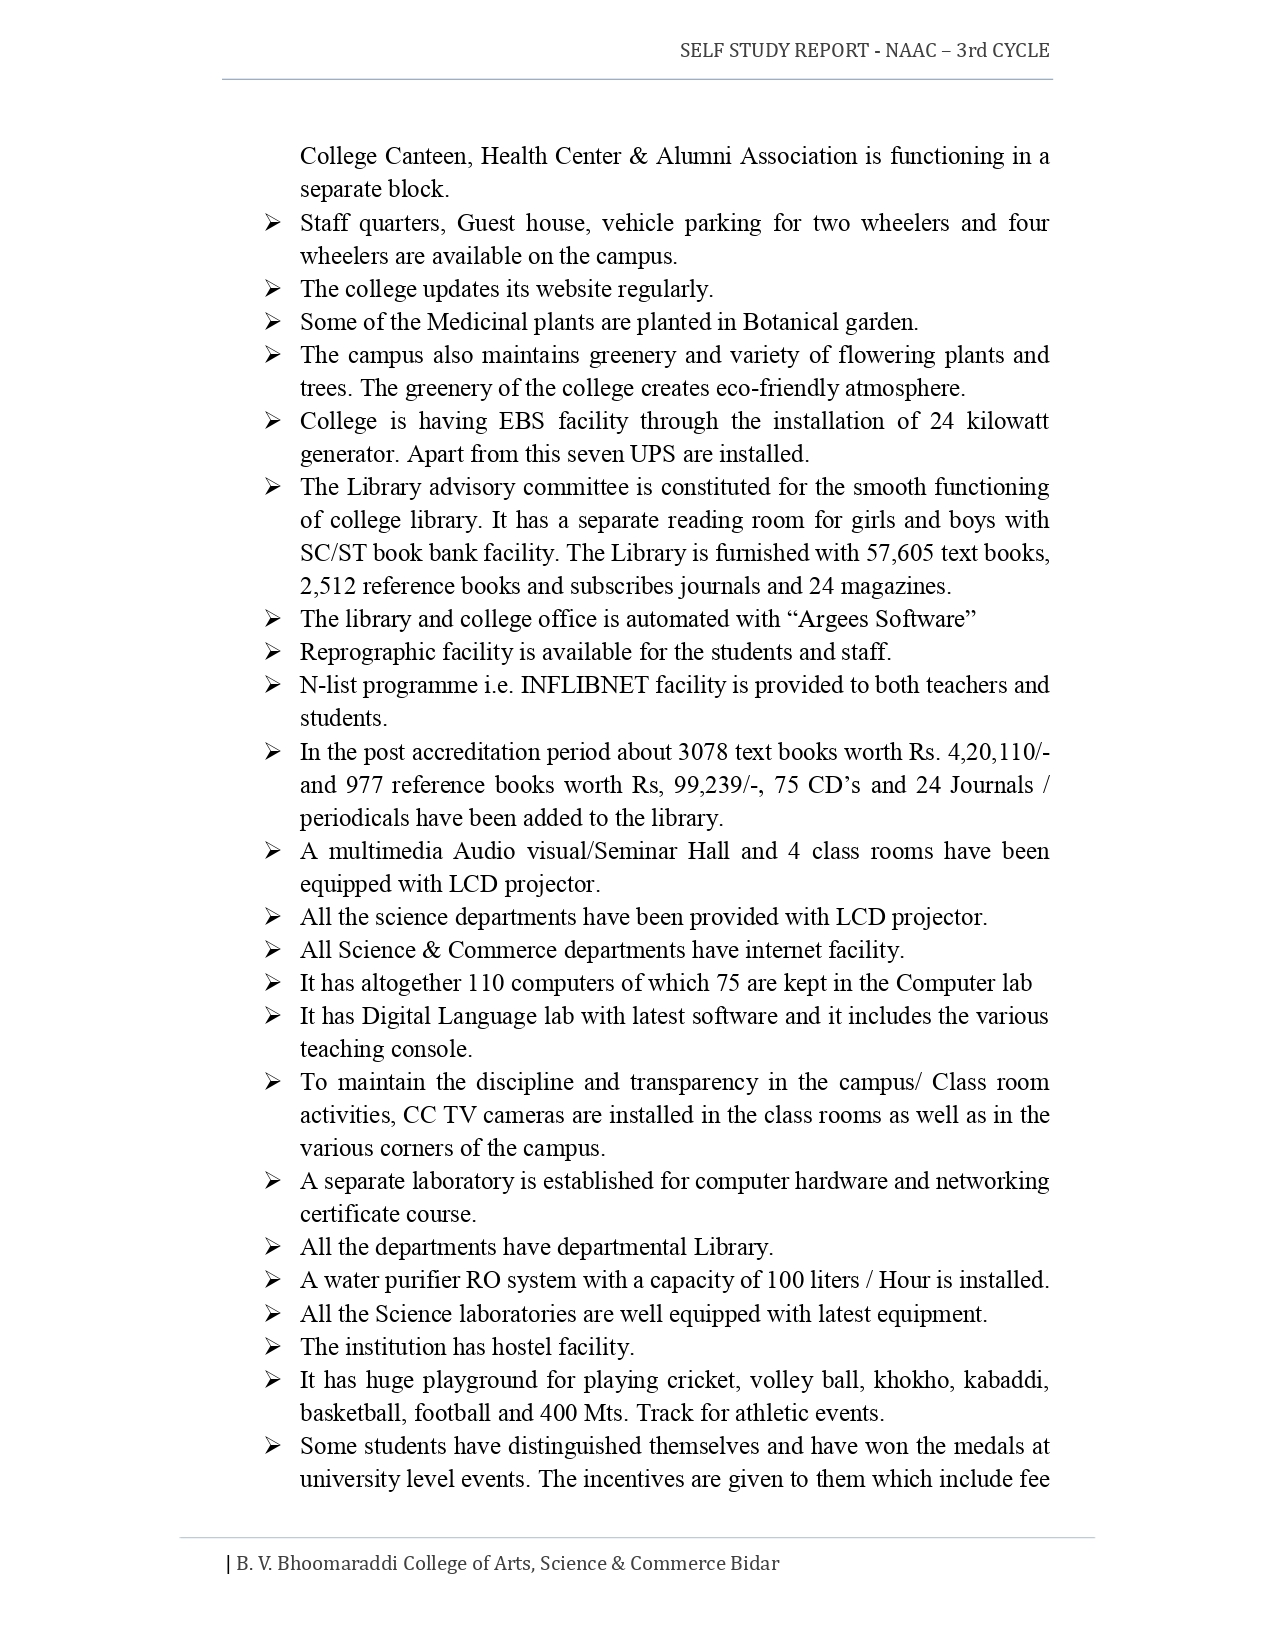 SELF STUDY REPORT - NAAC – 3rd CYCLE
College Canteen, Health Center & Alumni Association is functioning in a
separate block.
➢ Staff quarters, Guest house, vehicle parking for two wheelers and four
wheelers are available on the campus.
➢ The college updates its website regularly.
➢ Some of the Medicinal plants are planted in Botanical garden.
➢ The campus also maintains greenery and variety of flowering plants and
trees. The greenery of the college creates eco-friendly atmosphere.
➢ College is having EBS facility through the installation of 24 kilowatt
generator. Apart from this seven UPS are installed.
➢ The Library advisory committee is constituted for the smooth functioning
of college library. It has a separate reading room for girls and boys with
SC/ST book bank facility. The Library is furnished with 57,605 text books,
2,512 reference books and subscribes journals and 24 magazines.
➢ The library and college office is automated with “Argees Software”
➢ Reprographic facility is available for the students and staff.
➢ N-list programme i.e. INFLIBNET facility is provided to both teachers and
students.
➢ In the post accreditation period about 3078 text books worth Rs. 4,20,110/-
and 977 reference books worth Rs, 99,239/-, 75 CD’s and 24 Journals /
periodicals have been added to the library.
➢ A multimedia Audio visual/Seminar Hall and 4 class rooms have been
equipped with LCD projector.
➢ All the science departments have been provided with LCD projector.
➢ All Science & Commerce departments have internet facility.
➢ It has altogether 110 computers of which 75 are kept in the Computer lab
➢ It has Digital Language lab with latest software and it includes the various
teaching console.
➢ To maintain the discipline and transparency in the campus/ Class room
activities, CC TV cameras are installed in the class rooms as well as in the
various corners of the campus.
➢ A separate laboratory is established for computer hardware and networking
certificate course.
➢ All the departments have departmental Library.
➢ A water purifier RO system with a capacity of 100 liters / Hour is installed.
➢ All the Science laboratories are well equipped with latest equipment.
➢ The institution has hostel facility.
➢ It has huge playground for playing cricket, volley ball, khokho, kabaddi,
basketball, football and 400 Mts. Track for athletic events.
➢ Some students have distinguished themselves and have won the medals at
university level events. The incentives are given to them which include fee
| B. V. Bhoomaraddi College of Arts, Science & Commerce Bidar